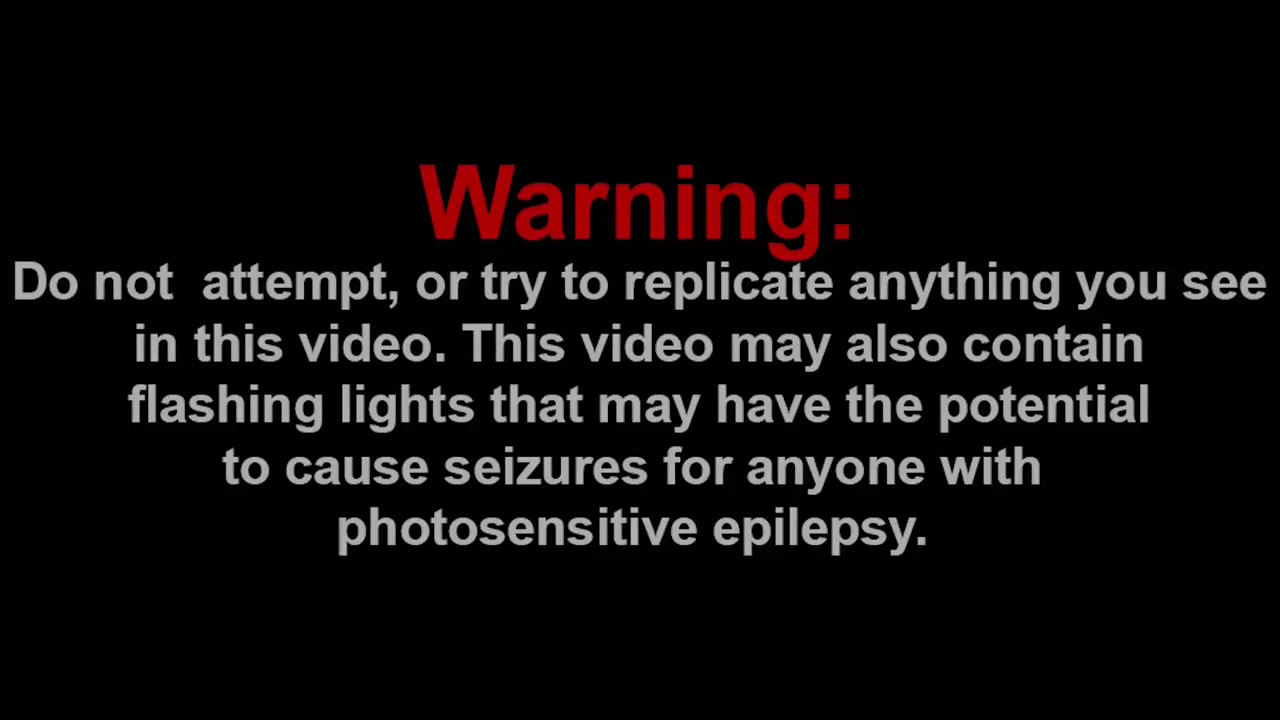 Warning:
Do not  attempt, or try to replicate anything you see
in this video. This video may also contain
flashing lights that may have the potential
to cause seizures for anyone with
photosensitive epilepsy.